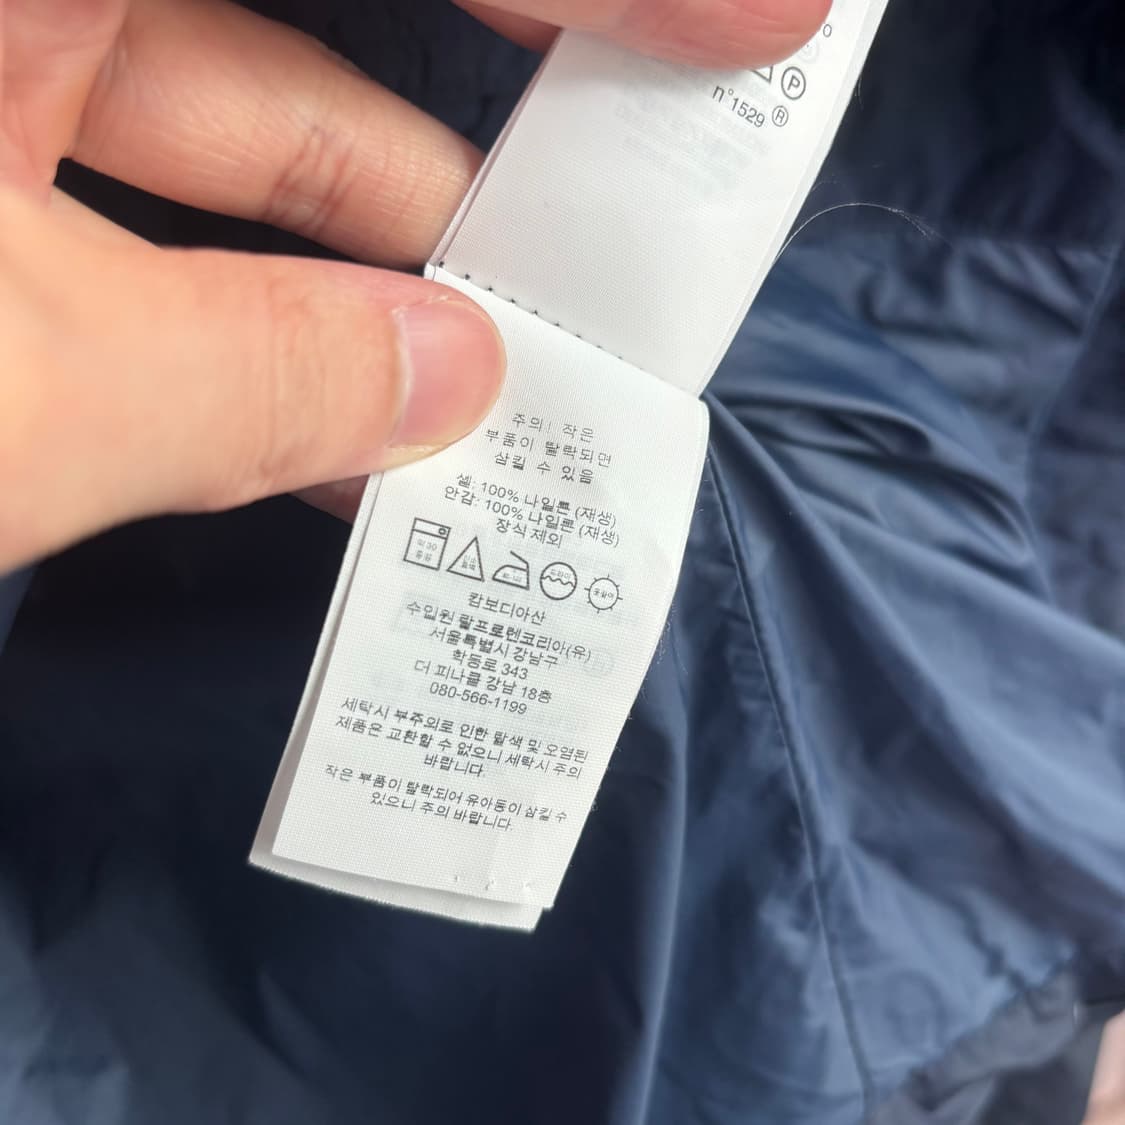 P
n°1529 ®
주의! 작은
부품이 탈락되면
삼킬 수 있음
쉘: 100% 나일론 (재생)
안감: 100% 나일론 (재생)
장식 제외
캄보디아산
수입원 랄프로렌코리아(유)
서울특별시 강남구
학동로 343
더 피나클 강남 18층
080-566-1199
세탁시 부주의로 인한 탈색 및 오염된
제품은 교환할 수 없으니 세탁시 주의
바랍니다.
작은 부품이 탈락되어 유아동이 삼킬 수
있으니 주의 바랍니다.